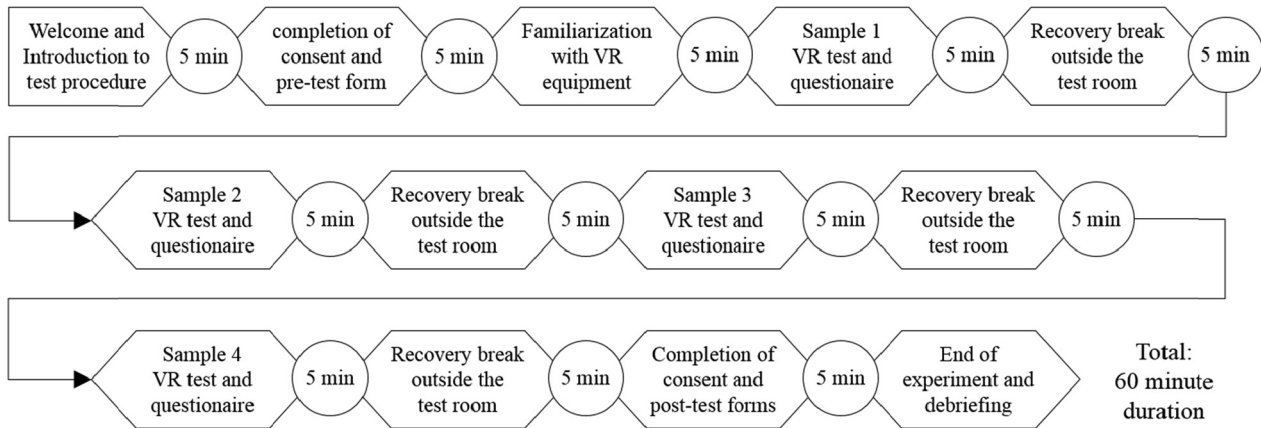 Welcome and
Introduction to
test procedure
5 min
completion of
consent and
pre-test form
5 min
Familiarization
with VR
equipment
5 min
Sample 1
VR test and
questionaire
5 min
Recovery break
outside the
test room
5 min
Sample 2
VR test and
questionaire
5 min
Recovery break
outside the
test room
5 min
Sample 3
VR test and
questionaire
5 min
Recovery break
outside the
test room
5 min
Sample 4
VR test and
questionaire
5 min
Recovery break
outside the
test room
5 min
Completion of
consent and
post-test forms
5 min
End of
experiment and
debriefing
Total:
60 minute
duration